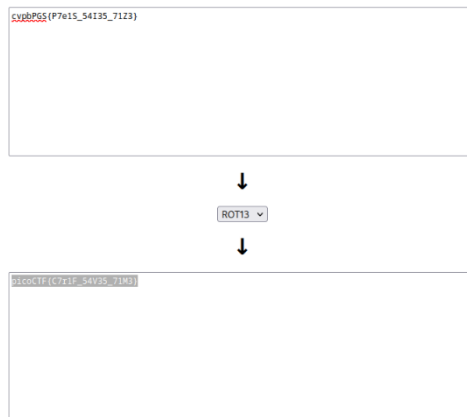 cvpbPGS{P7e1S_54I35_71Z3}
↓
ROT13
↓
picoCTF{C7r1F_54V35_71M3}